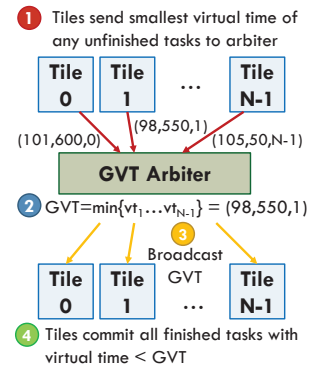 1 Tiles send smallest virtual time of
any unfinished tasks to arbiter
Tile 0
Tile 1
...
Tile N-1
(101,600,0)
(98,550,1)
(105,50,N-1)
GVT Arbiter
2 GVT=min{vt₁...vtₙ₋₁} = (98,550,1)
3
Broadcast
GVT
Tile 0
Tile 1
...
Tile N-1
4 Tiles commit all finished tasks with
virtual time < GVT